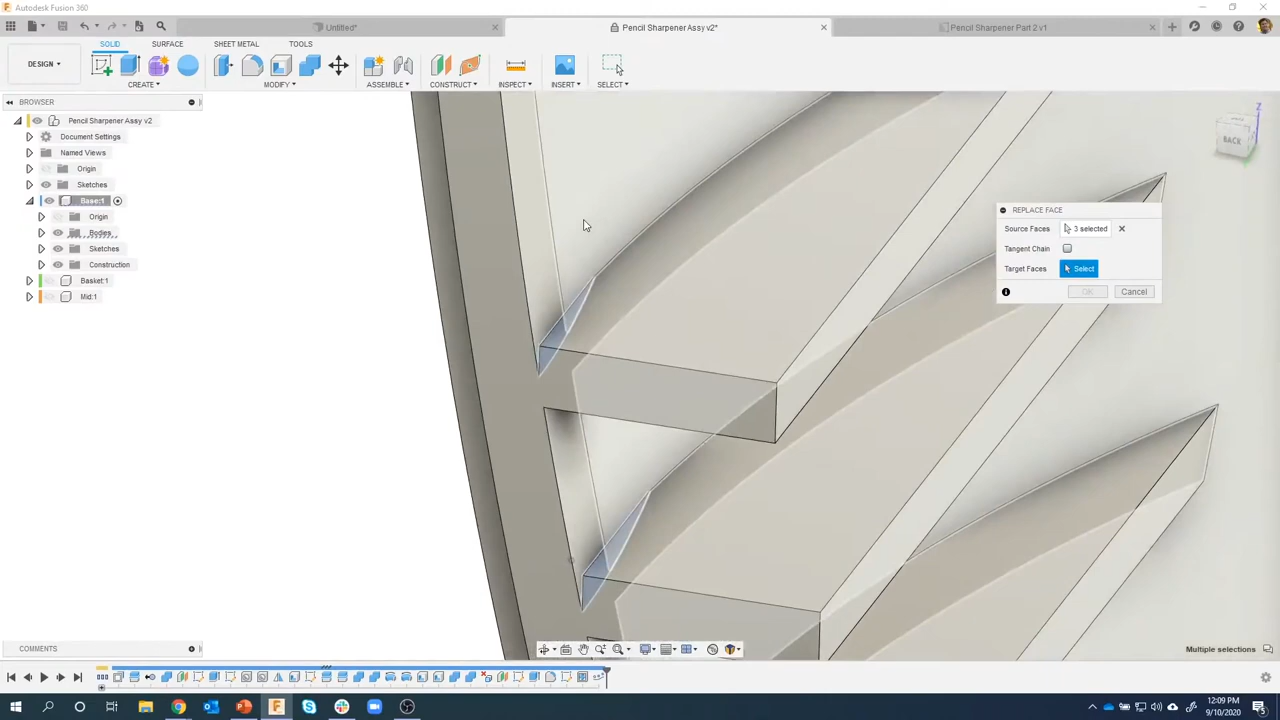 Autodesk Fusion 360
Untitled*
Pencil Sharpener Assy v2*
Pencil Sharpener Part 2 v1
DESIGN
SOLID
SURFACE
SHEET METAL
TOOLS
CREATE
MODIFY
ASSEMBLE
CONSTRUCT
INSPECT
INSERT
SELECT
BROWSER
Pencil Sharpener Assy v2
Document Settings
Named Views
Origin
Sketches
Base:1
Origin
Bodies
Sketches
Construction
Basket:1
Mid:1
Z
BACK
REPLACE FACE
Source Faces
3 selected
Tangent Chain
Target Faces
Select
OK
Cancel
COMMENTS
Multiple selections
12:09 PM
9/10/2020
5